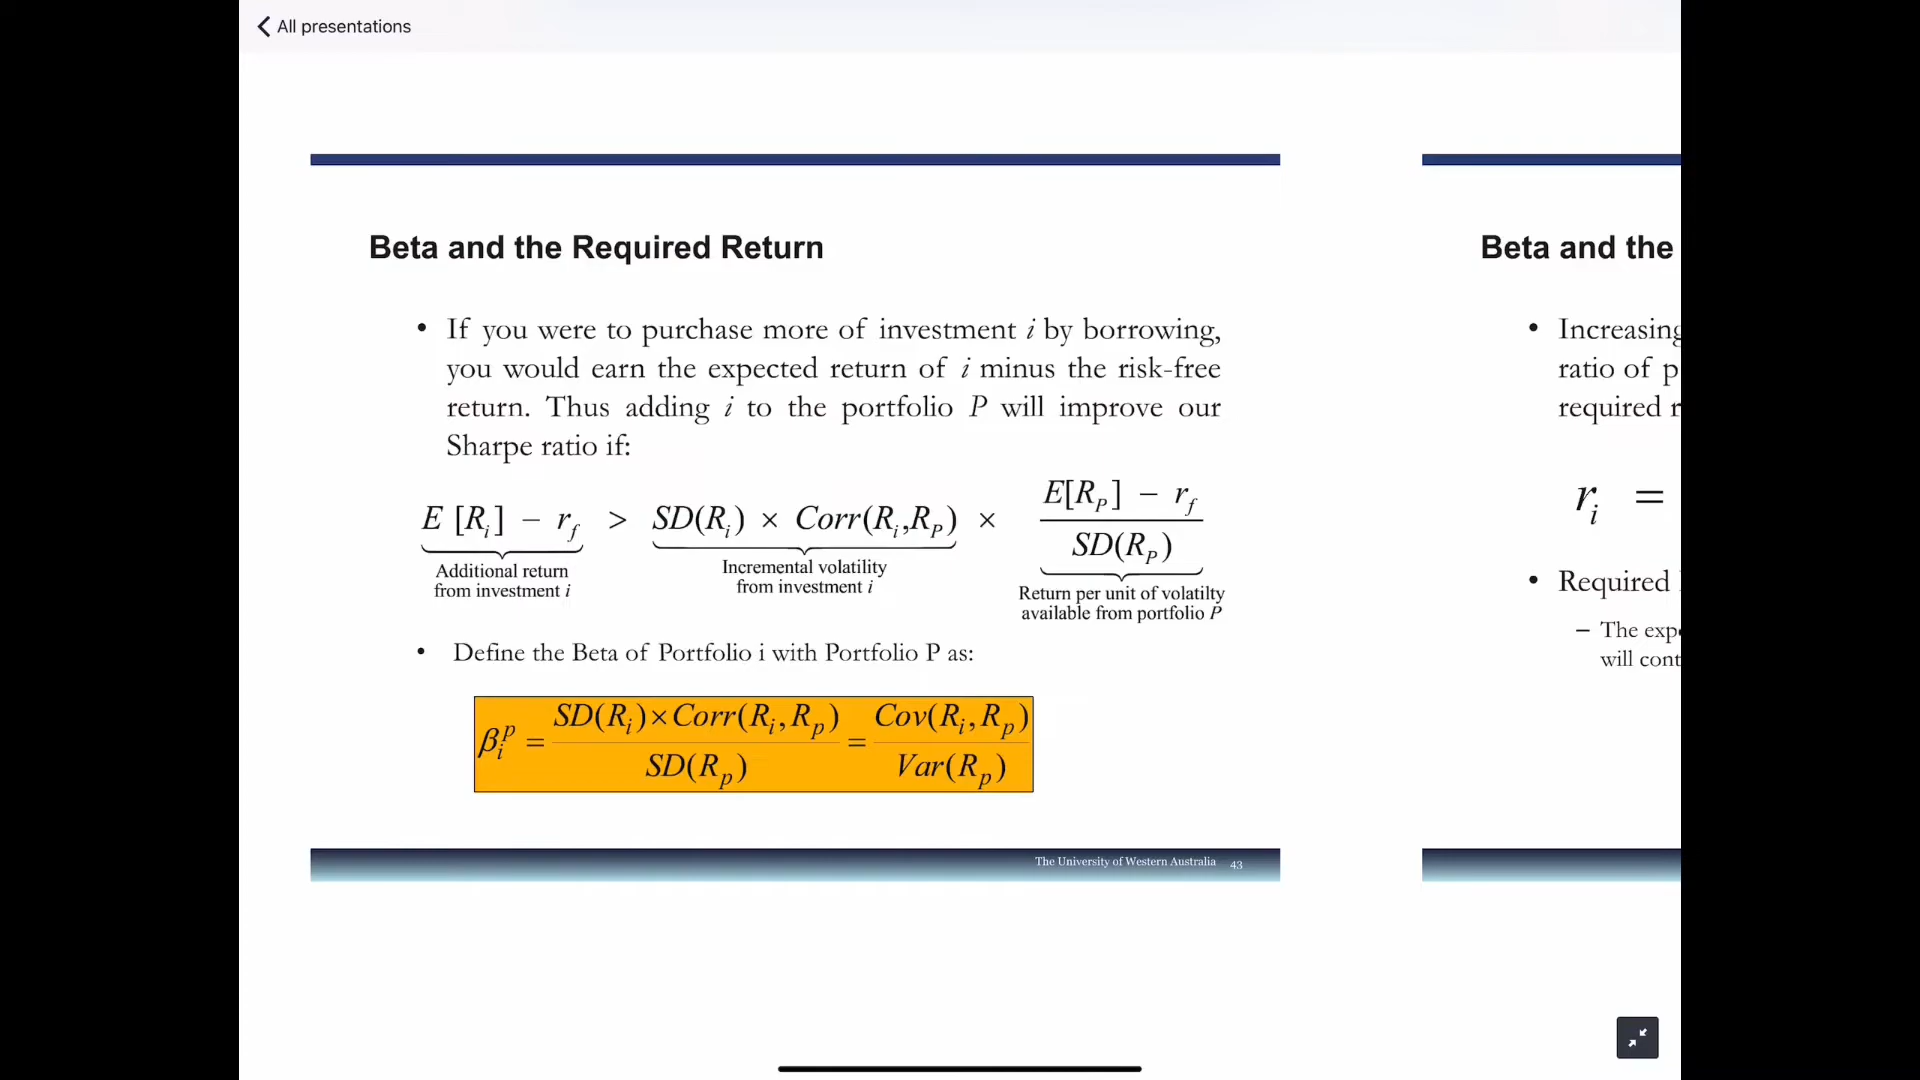 All presentations
Beta and the Required Return
• If you were to purchase more of investment i by borrowing,
you would earn the expected return of i minus the risk-free
return. Thus adding i to the portfolio P will improve our
Sharpe ratio if:
E [R_i] − r_f > SD(R_i) × Corr(R_i,R_P) × (E[R_P] − r_f) / SD(R_P)
Additional return
from investment i
Incremental volatility
from investment i
Return per unit of volatilty
available from portfolio P
• Define the Beta of Portfolio i with Portfolio P as:
β_i^p = SD(R_i)×Corr(R_i,R_p) / SD(R_p) = Cov(R_i,R_p) / Var(R_p)
The University of Western Australia 43
Beta and the
• Increasing
ratio of p
required r
r_i =
• Required
– The expe
will cont